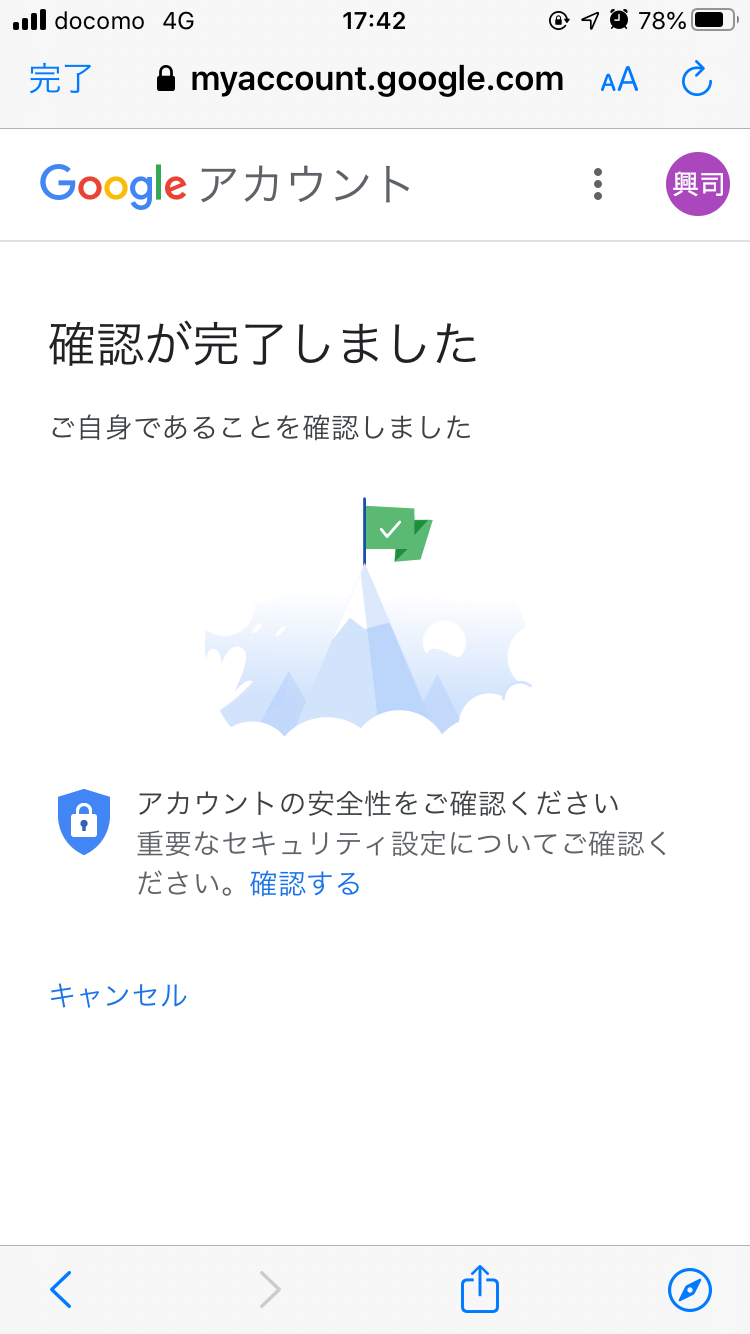 docomo 4G 17:42 78%
完了 myaccount.google.com AA
Google アカウント 興司
確認が完了しました
ご自身であることを確認しました
アカウントの安全性をご確認ください
重要なセキュリティ設定についてご確認く
ださい。確認する
キャンセル